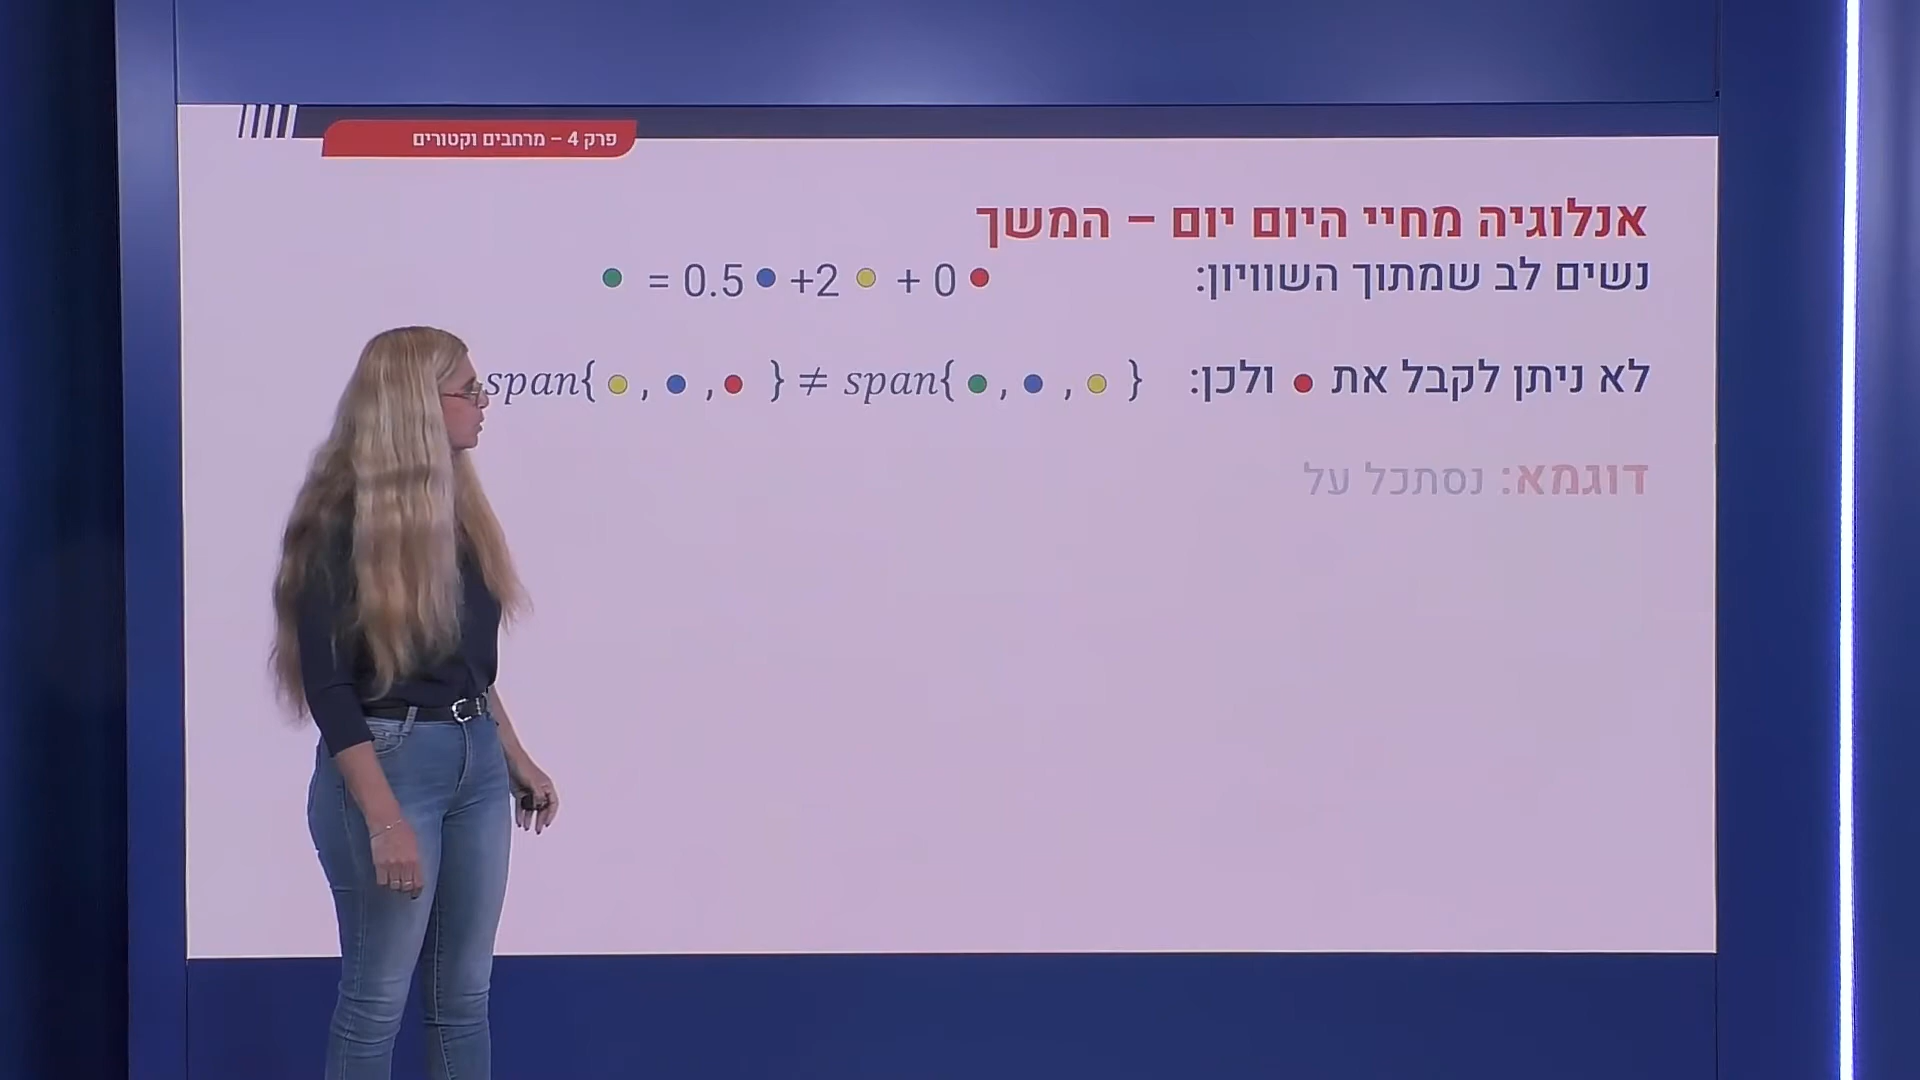 פרק 4 – מרחבים וקטורים
אנלוגיה מחיי היום יום – המשך
נשים לב שמתוך השוויון: = 0.5 +2 + 0
לא ניתן לקבל את ולכן: span{ , , } ≠ span{ , , }
דוגמא: נסתכל על